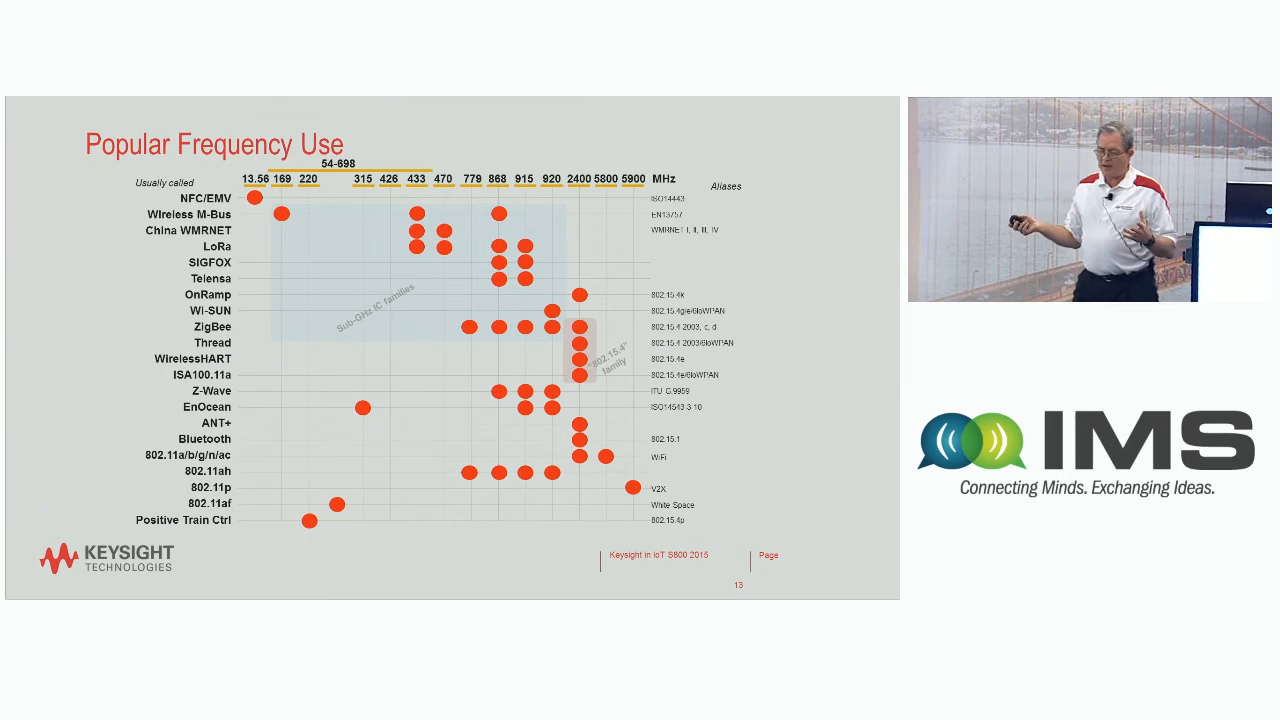 Popular Frequency Use
54-698
Usually called 13.56 169 220 315 426 433 470 779 868 915 920 2400 5800 5900 MHz Aliases
NFC/EMV ISO14443
Wireless M-Bus EN13757
China WMRNET WMRNET I, II, III, IV
LoRa
SIGFOX
Telensa
OnRamp 802.15.4k
Wi-SUN 802.15.4g/e/6loWPAN
ZigBee 802.15.4 2003, c, d
Thread 802.15.4 2003/6loWPAN
WirelessHART 802.15.4e
ISA100.11a 802.15.4e/6loWPAN
Z-Wave ITU G.9959
EnOcean ISO14543 3 10
ANT+
Bluetooth 802.15.1
802.11a/b/g/n/ac WiFi
802.11ah
802.11p V2X
802.11af White Space
Positive Train Ctrl 802.15.4p
Sub-GHz IC families
"802.15.4"
family
KEYSIGHT
TECHNOLOGIES
Keysight in IoT S800 2015
Page
13
IMS
Connecting Minds. Exchanging Ideas.